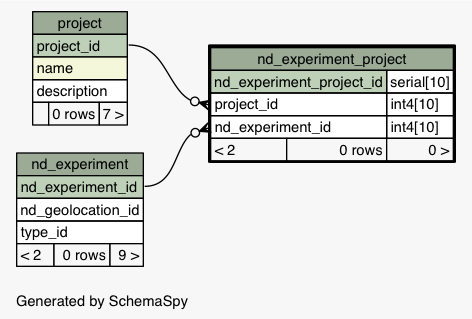 project
project_id
name
description
0 rows 7 >
nd_experiment_project
nd_experiment_project_id serial[10]
project_id int4[10]
nd_experiment_id int4[10]
< 2 0 rows 0 >
nd_experiment
nd_experiment_id
nd_geolocation_id
type_id
< 2 0 rows 9 >
Generated by SchemaSpy